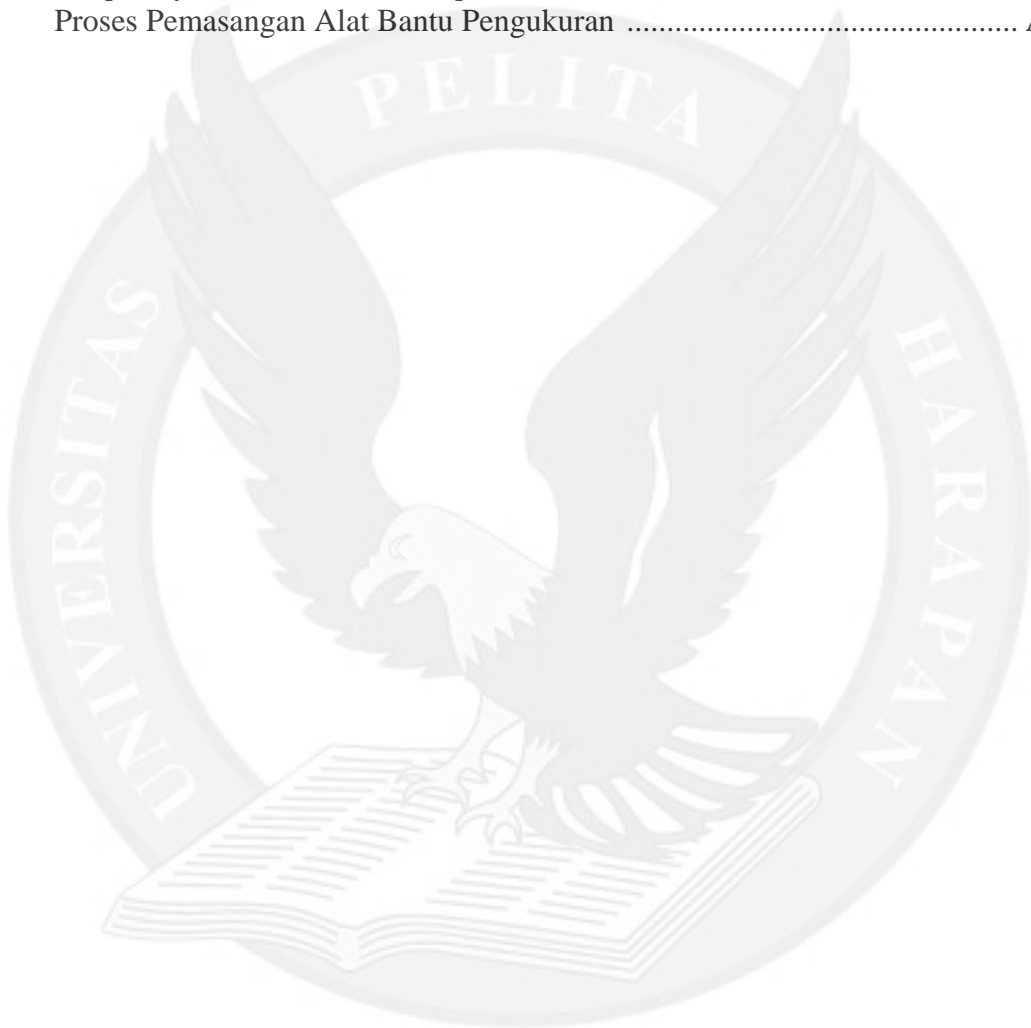 Proses Pemasangan Alat Bantu Pengukuran ................................................. A
PELITA
UNIVERSITAS
HARAPAN